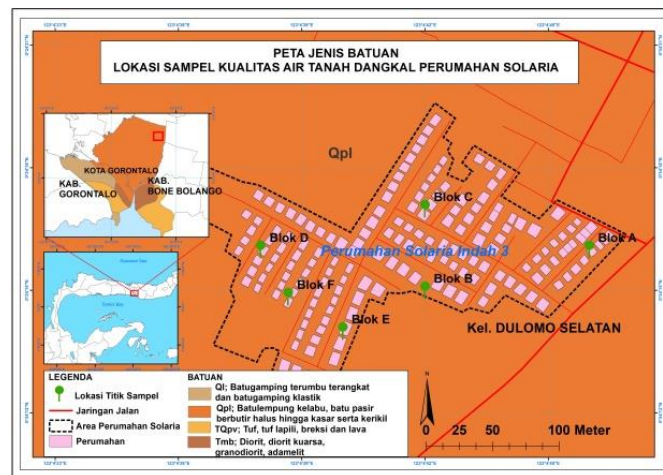 PETA JENIS BATUAN
LOKASI SAMPEL KUALITAS AIR TANAH DANGKAL PERUMAHAN SOLARIA
KOTA GORONTALO
KAB. GORONTALO
KAB. BONE BOLANGO
Qpl
Blok C
Blok A
Blok D
Perumahan Solaria Indah 3
Blok B
Blok F
Blok E
Kel. DULOMO SELATAN
LEGENDA
Lokasi Titik Sampel
Jaringan Jalan
Area Perumahan Solaria
Perumahan
BATUAN
Ql; Batugamping terumbu terangkat
dan batugamping klastik
Qpl; Batulempung kelabu, batu pasir
berbutir halus hingga kasar serta kerikil
TQpv; Tuf, tuf lapili, breksi dan lava
Tmb; Diorit, diorit kuarsa,
granodiorit, adamelit
0 25 50 100 Meter